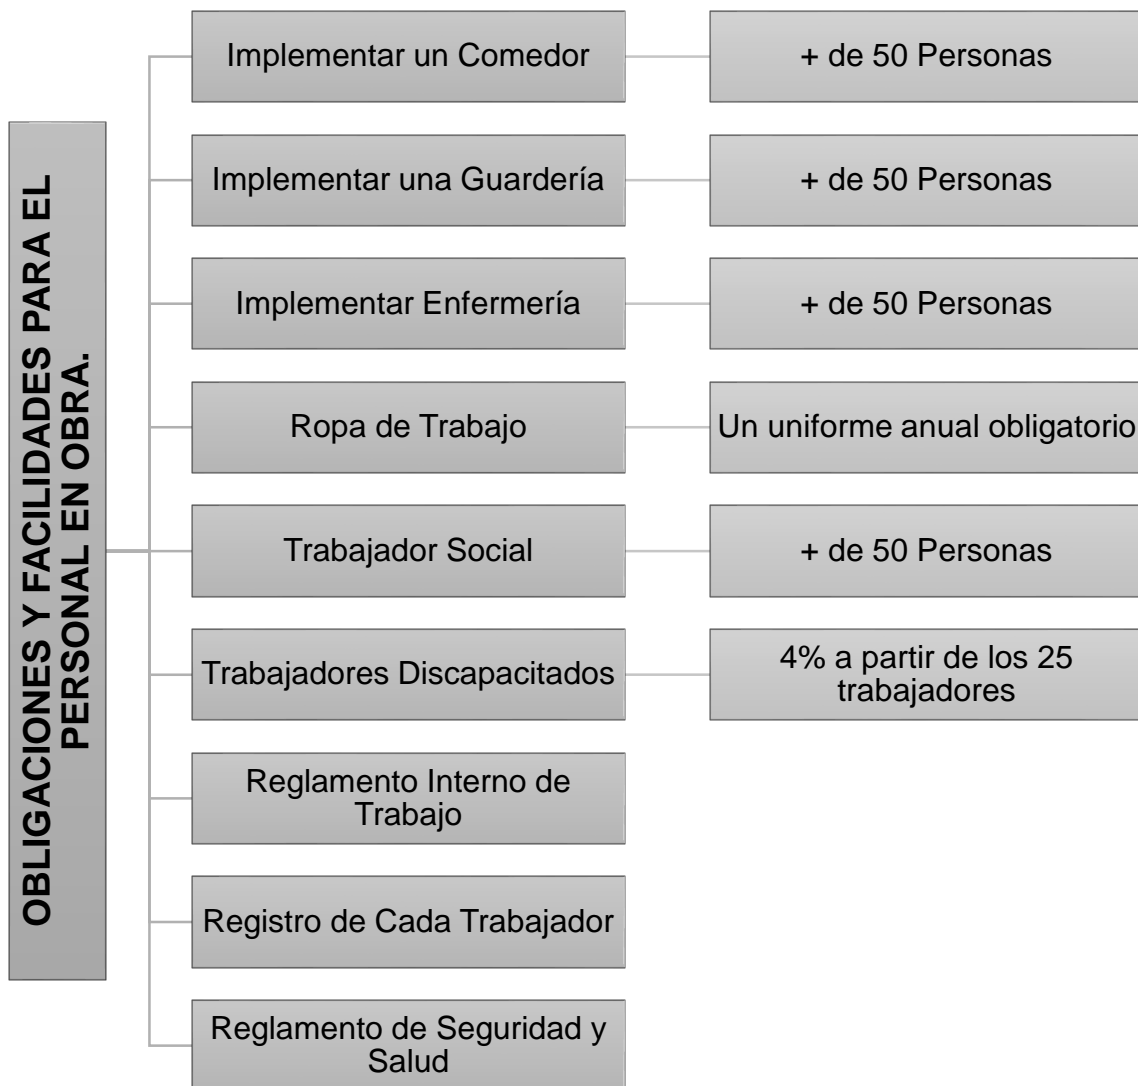 OBLIGACIONES Y FACILIDADES PARA EL
PERSONAL EN OBRA.
Implementar un Comedor
+ de 50 Personas
Implementar una Guardería
+ de 50 Personas
Implementar Enfermería
+ de 50 Personas
Ropa de Trabajo
Un uniforme anual obligatorio
Trabajador Social
+ de 50 Personas
Trabajadores Discapacitados
4% a partir de los 25
trabajadores
Reglamento Interno de
Trabajo
Registro de Cada Trabajador
Reglamento de Seguridad y
Salud